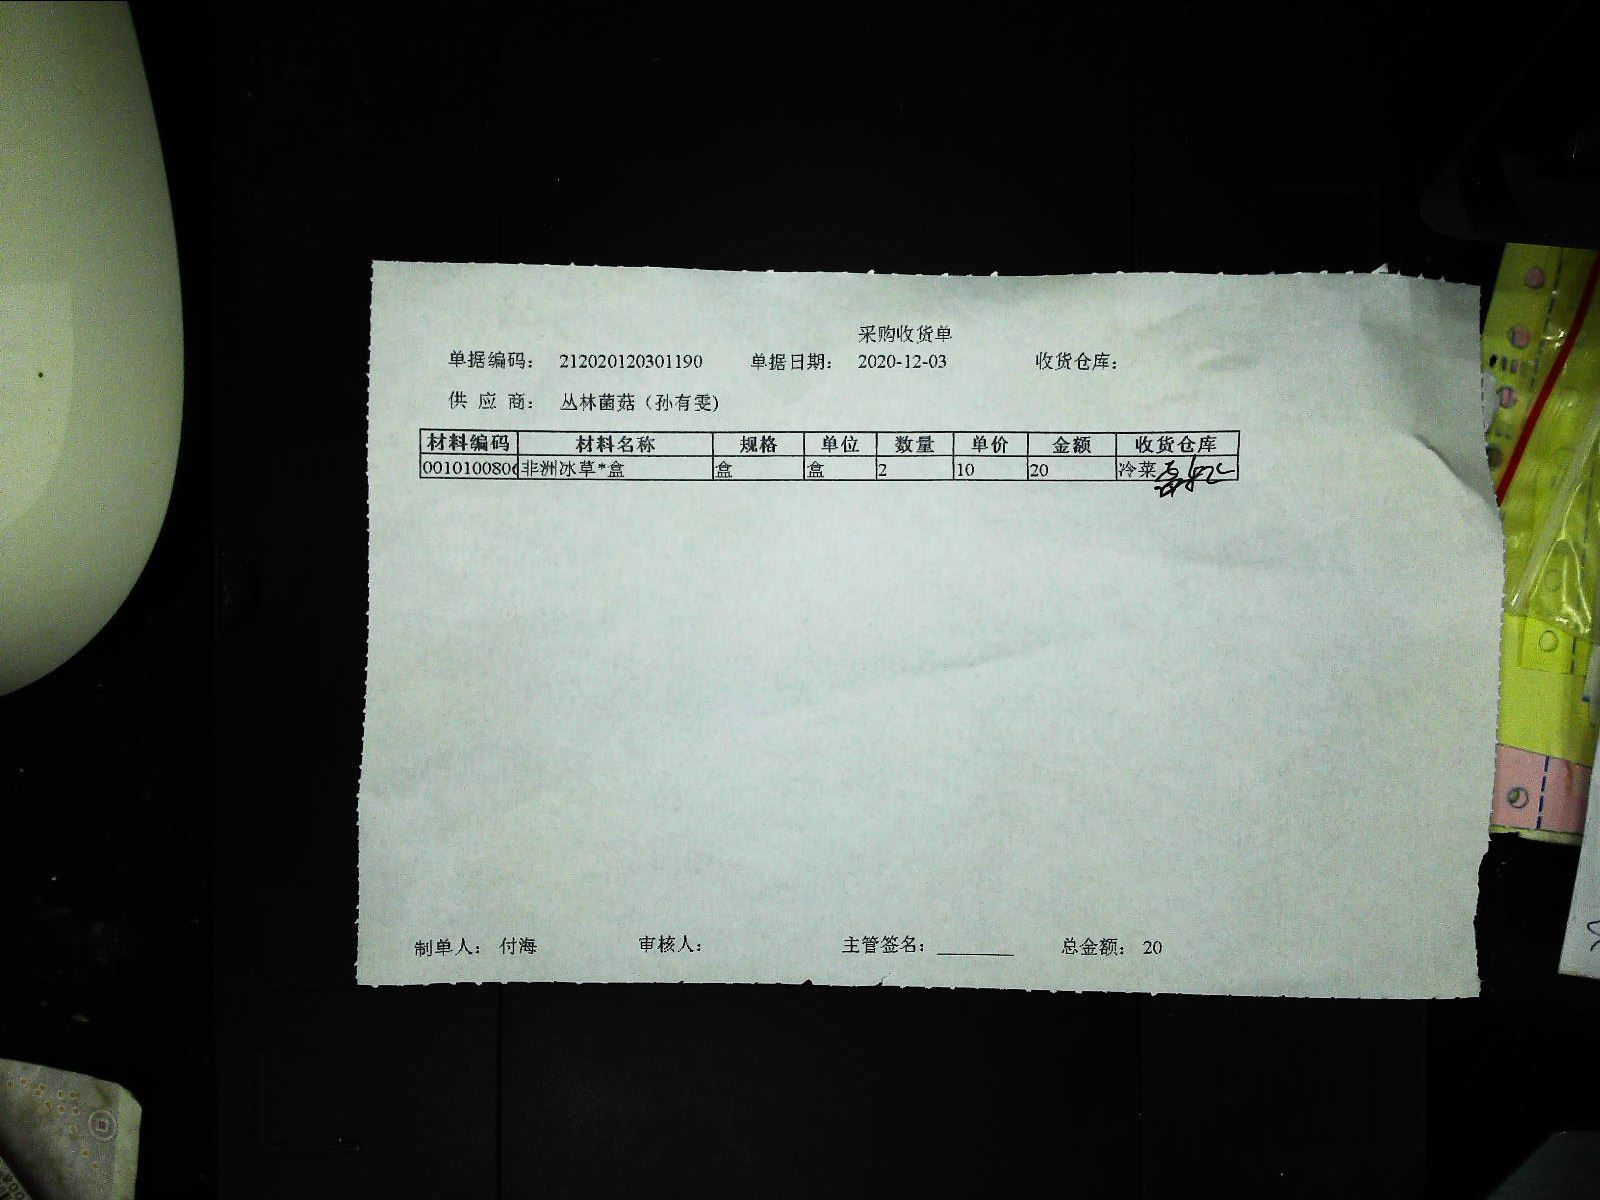 采购收货单
单据编码： 212020120301190 单据日期： 2020-12-03 收货仓库：
供 应 商： 丛林菌菇（孙有雯）
材料编码 材料名称 规格 单位 数量 单价 金额 收货仓库
001010080 非洲冰草*盒 盒 盒 2 10 20 冷菜
制单人： 付海 审核人： 主管签名： ________ 总金额： 20